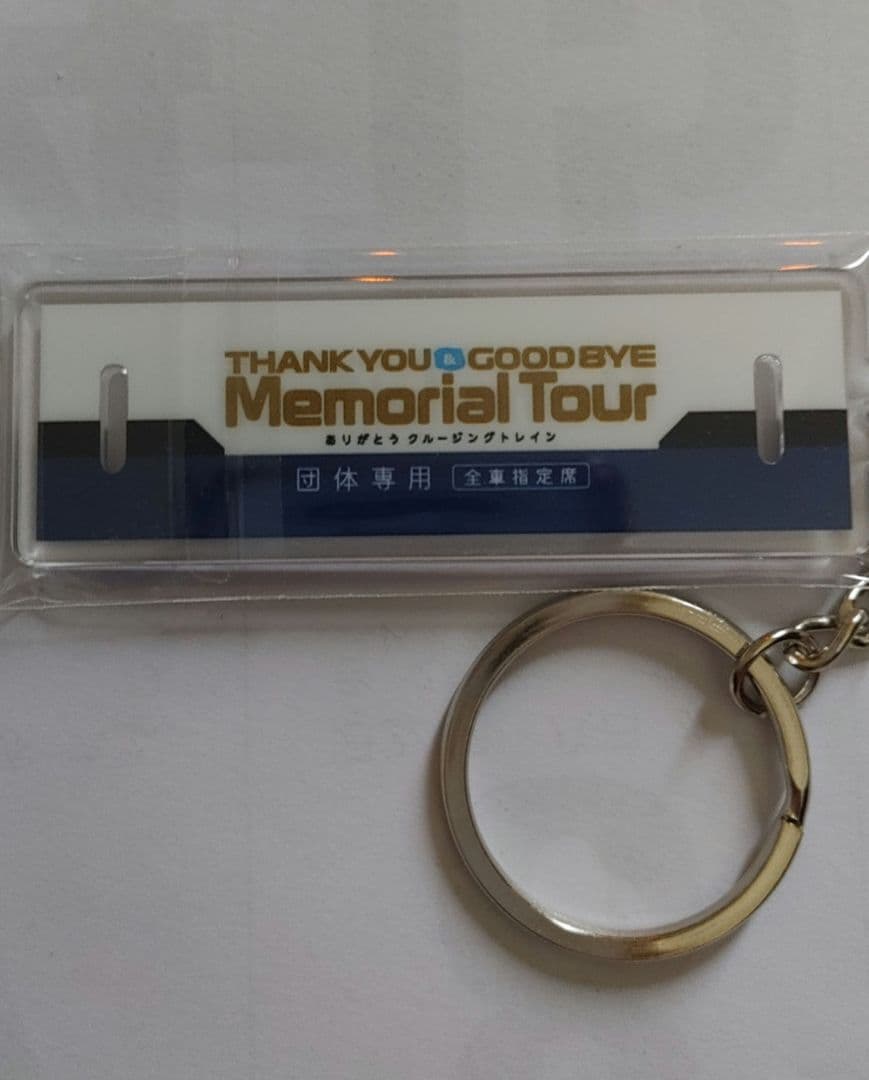 THANK YOU & GOOD BYE
Memorial Tour
ありがとう クルージングトレイン
団体専用 全車指定席